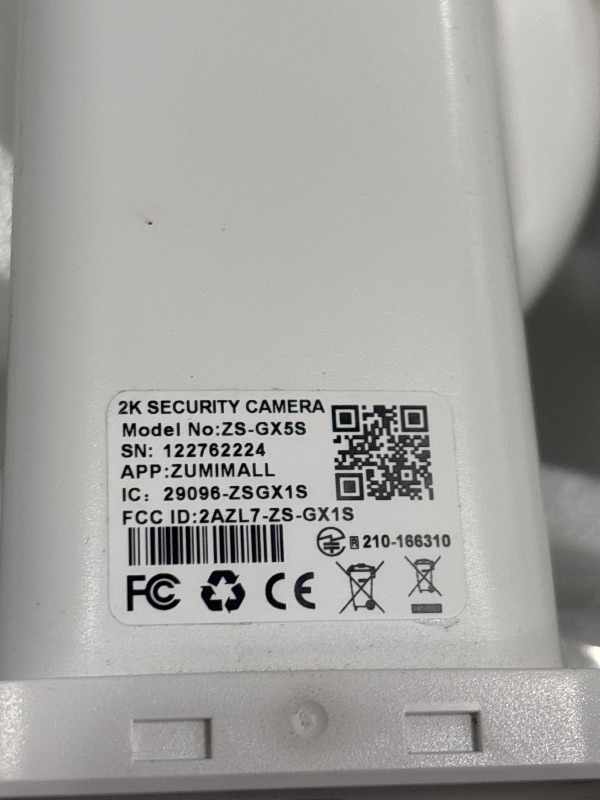 2K SECURITY CAMERA
Model No:ZS-GX5S
SN: 122762224
APP:ZUMIMALL
IC: 29096-ZSGX1S
FCC ID:2AZL7-ZS-GX1S
R 210-166310
FC CE